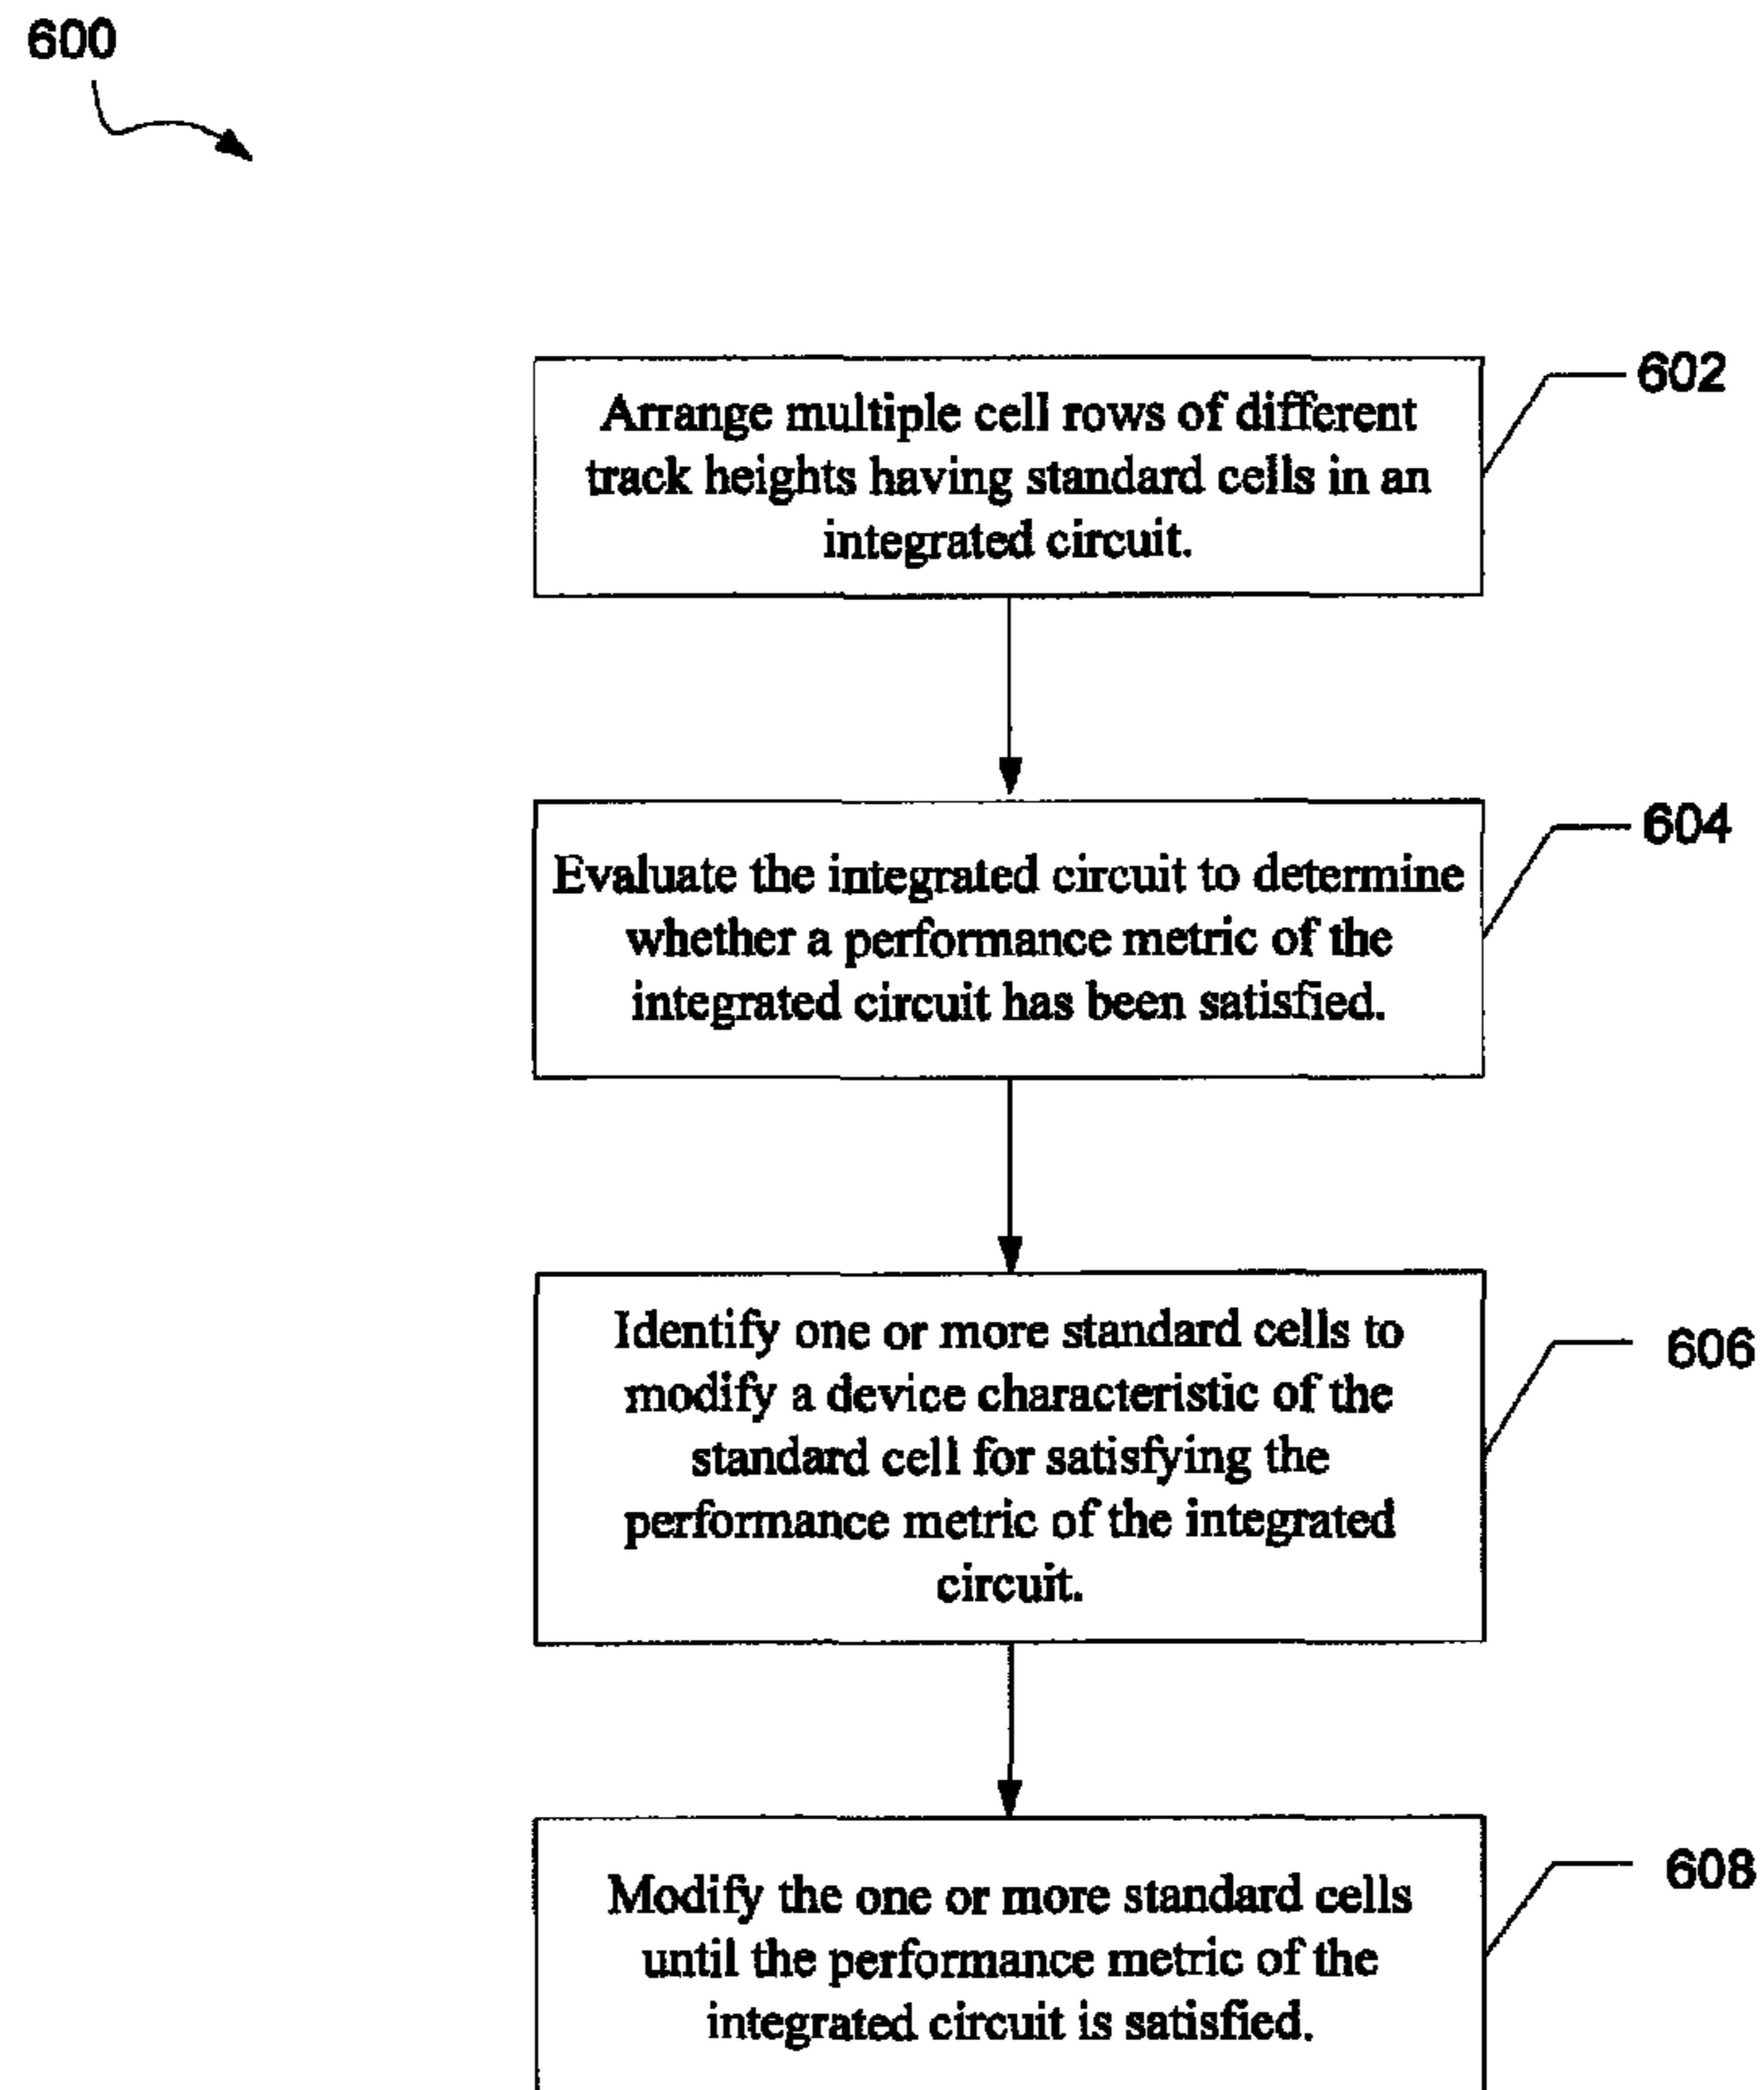 600
602
Arrange multiple cell rows of different
track heights having standard cells in an
integrated circuit.
604
Evaluate the integrated circuit to determine
whether a performance metric of the
integrated circuit has been satisfied.
606
Identify one or more standard cells to
modify a device characteristic of the
standard cell for satisfying the
performance metric of the integrated
circuit.
608
Modify the one or more standard cells
until the performance metric of the
integrated circuit is satisfied.